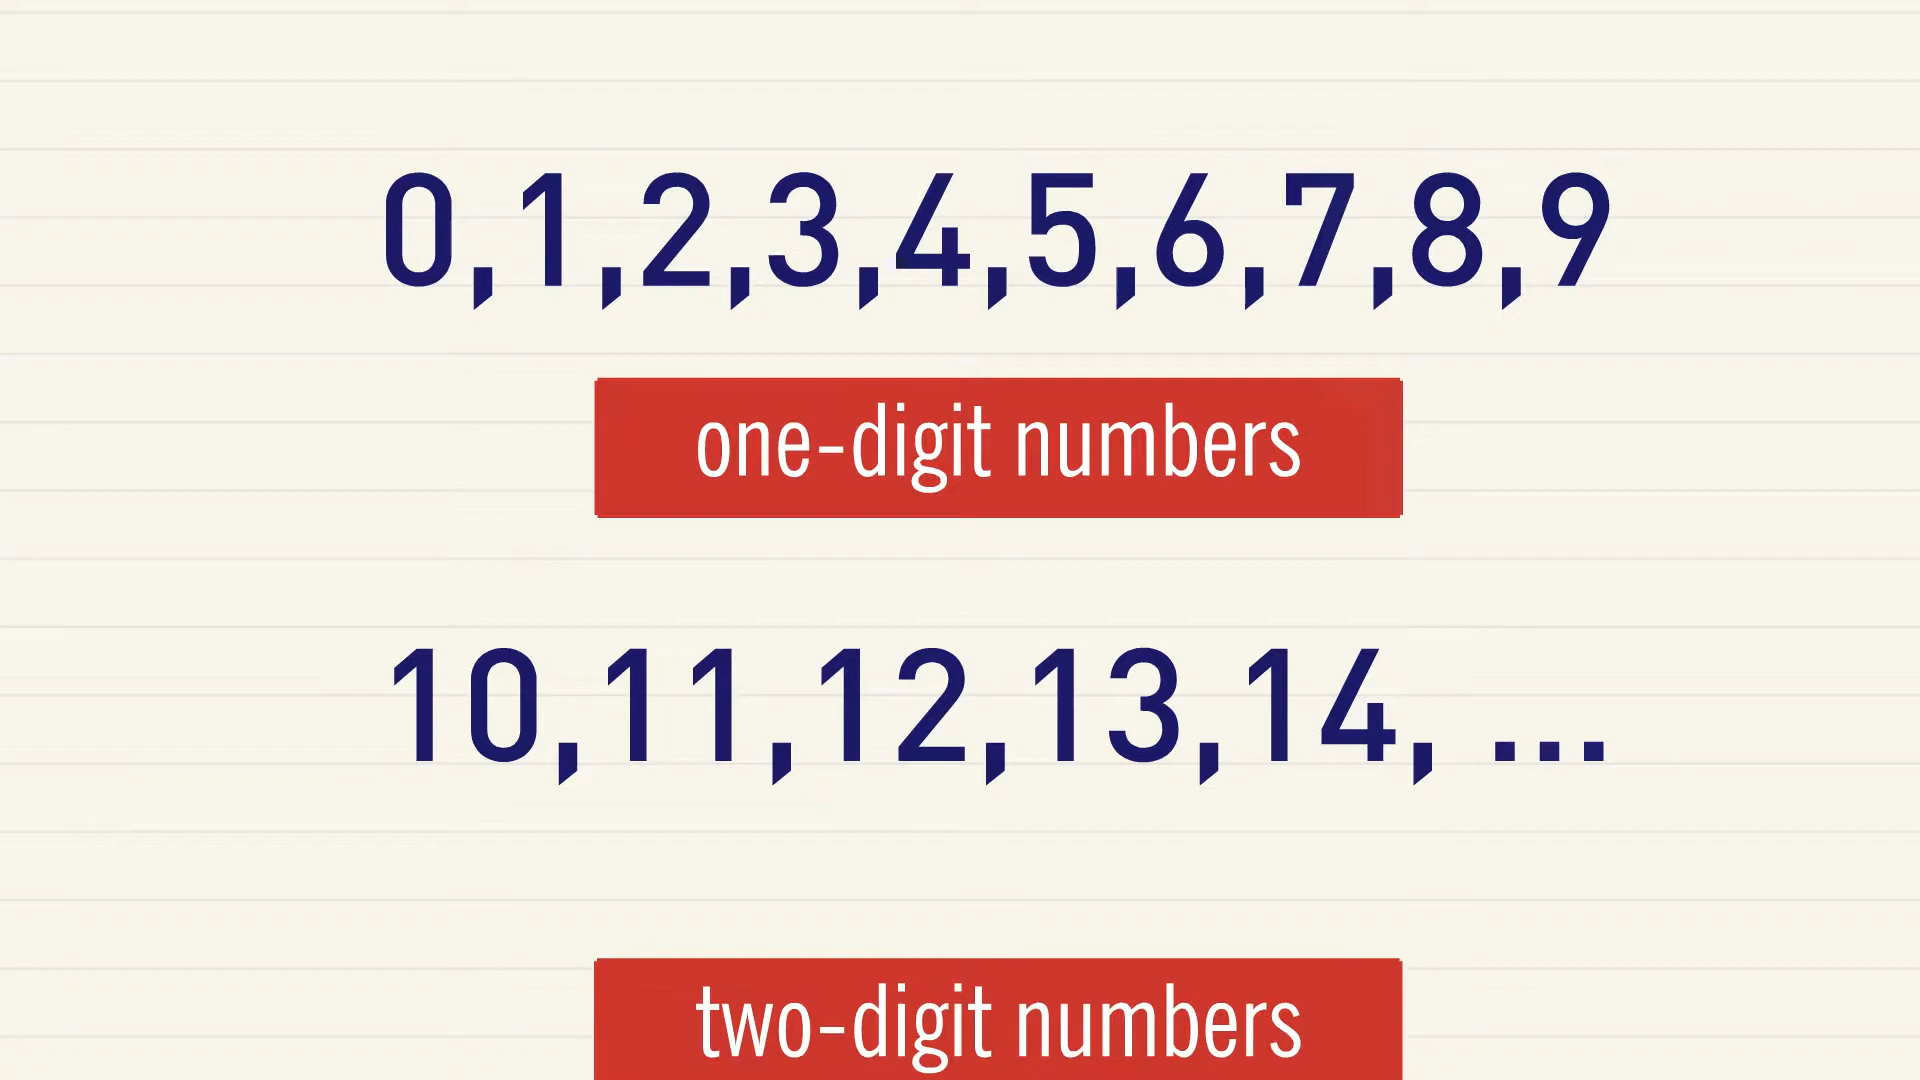 0,1,2,3,4,5,6,7,8,9
one-digit numbers
10,11,12,13,14, ...
two-digit numbers